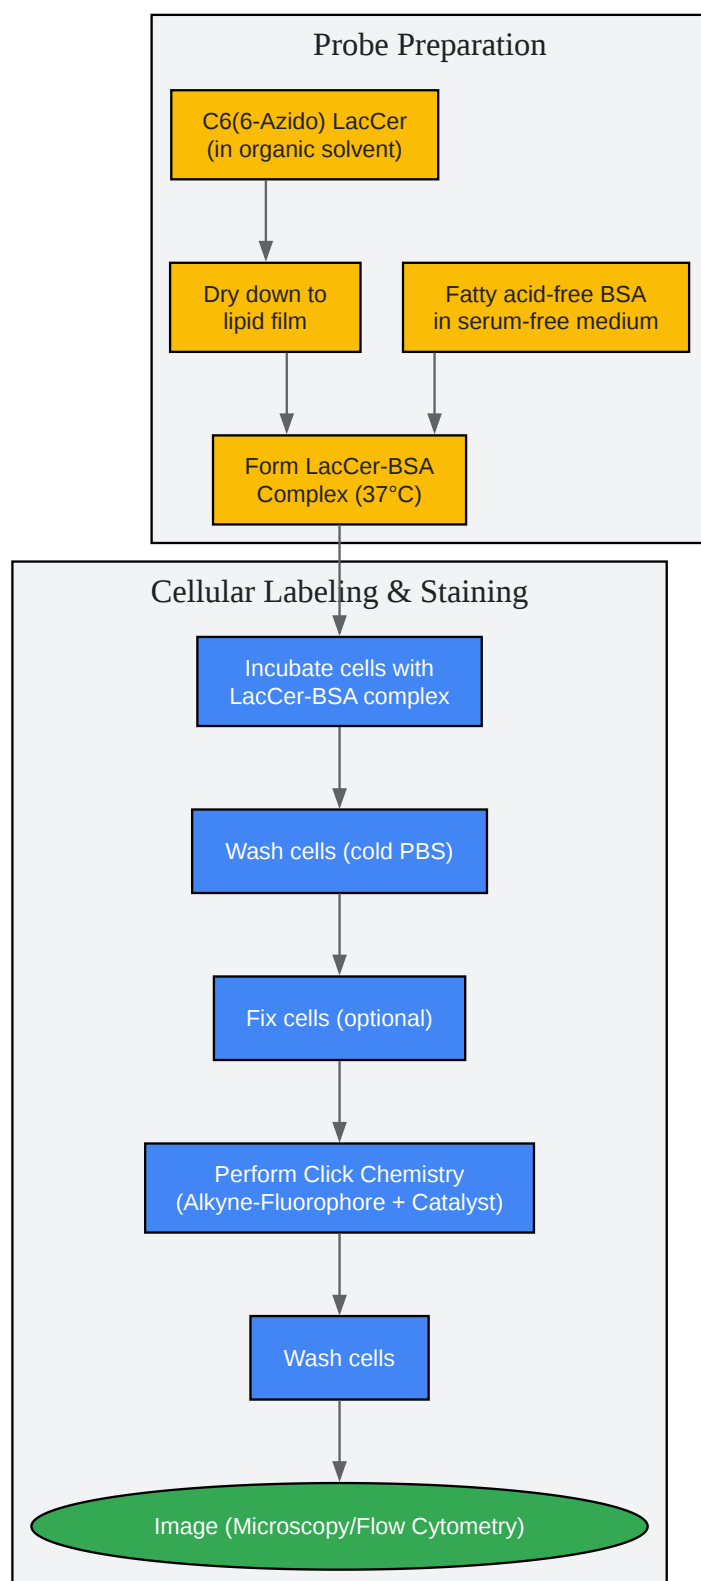 Probe Preparation
C6(6-Azido) LacCer
(in organic solvent)
Dry down to
lipid film
Fatty acid-free BSA
in serum-free medium
Form LacCer-BSA
Complex (37°C)
Cellular Labeling & Staining
Incubate cells with
LacCer-BSA complex
Wash cells (cold PBS)
Fix cells (optional)
Perform Click Chemistry
(Alkyne-Fluorophore + Catalyst)
Wash cells
Image (Microscopy/Flow Cytometry)